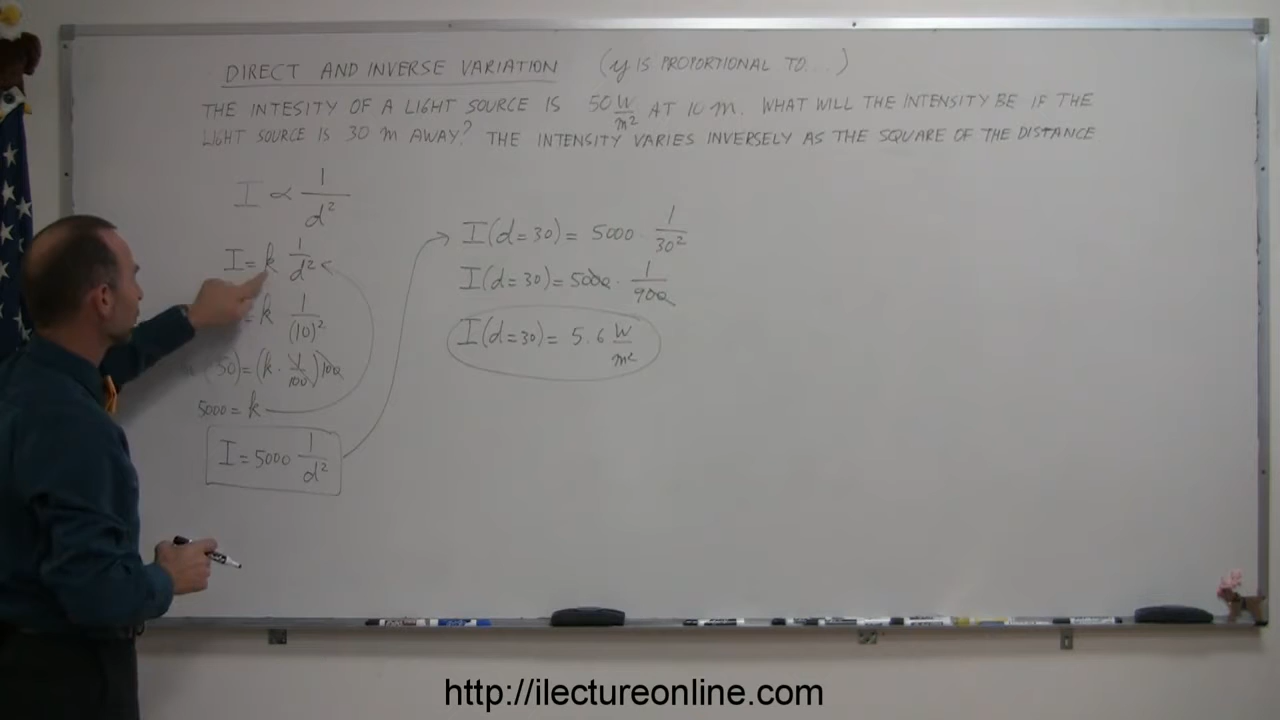 DIRECT AND INVERSE VARIATION (y IS PROPORTIONAL TO....)
THE INTESITY OF A LIGHT SOURCE IS 50 W/m² AT 10 m. WHAT WILL THE INTENSITY BE IF THE
LIGHT SOURCE IS 30 m AWAY? THE INTENSITY VARIES INVERSELY AS THE SQUARE OF THE DISTANCE
I ∝ 1/d²
I = k 1/d²
= k 1/(10)²
(50) = (k · 1/100) 100
5000 = k
I = 5000 1/d²
I(d=30) = 5000 · 1/30²
I(d=30) = 5000 · 1/900
I(d=30) = 5.6 W/m²
http://ilectureonline.com